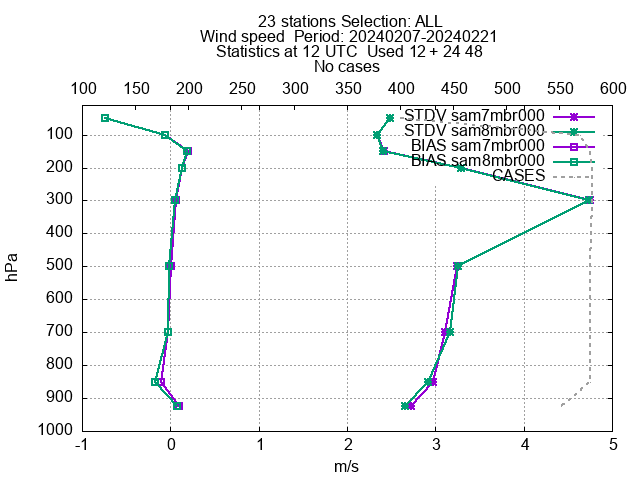 23 stations Selection: ALL
Wind speed  Period: 20240207-20240221
Statistics at 12 UTC  Used 12 + 24 48
No cases
100 150 200 250 300 350 400 450 500 550 600
STDV sam7mbr000
STDV sam8mbr000
BIAS sam7mbr000
BIAS sam8mbr000
CASES
100
200
300
400
500
600
700
800
900
1000
hPa
-1 0 1 2 3 4 5
m/s